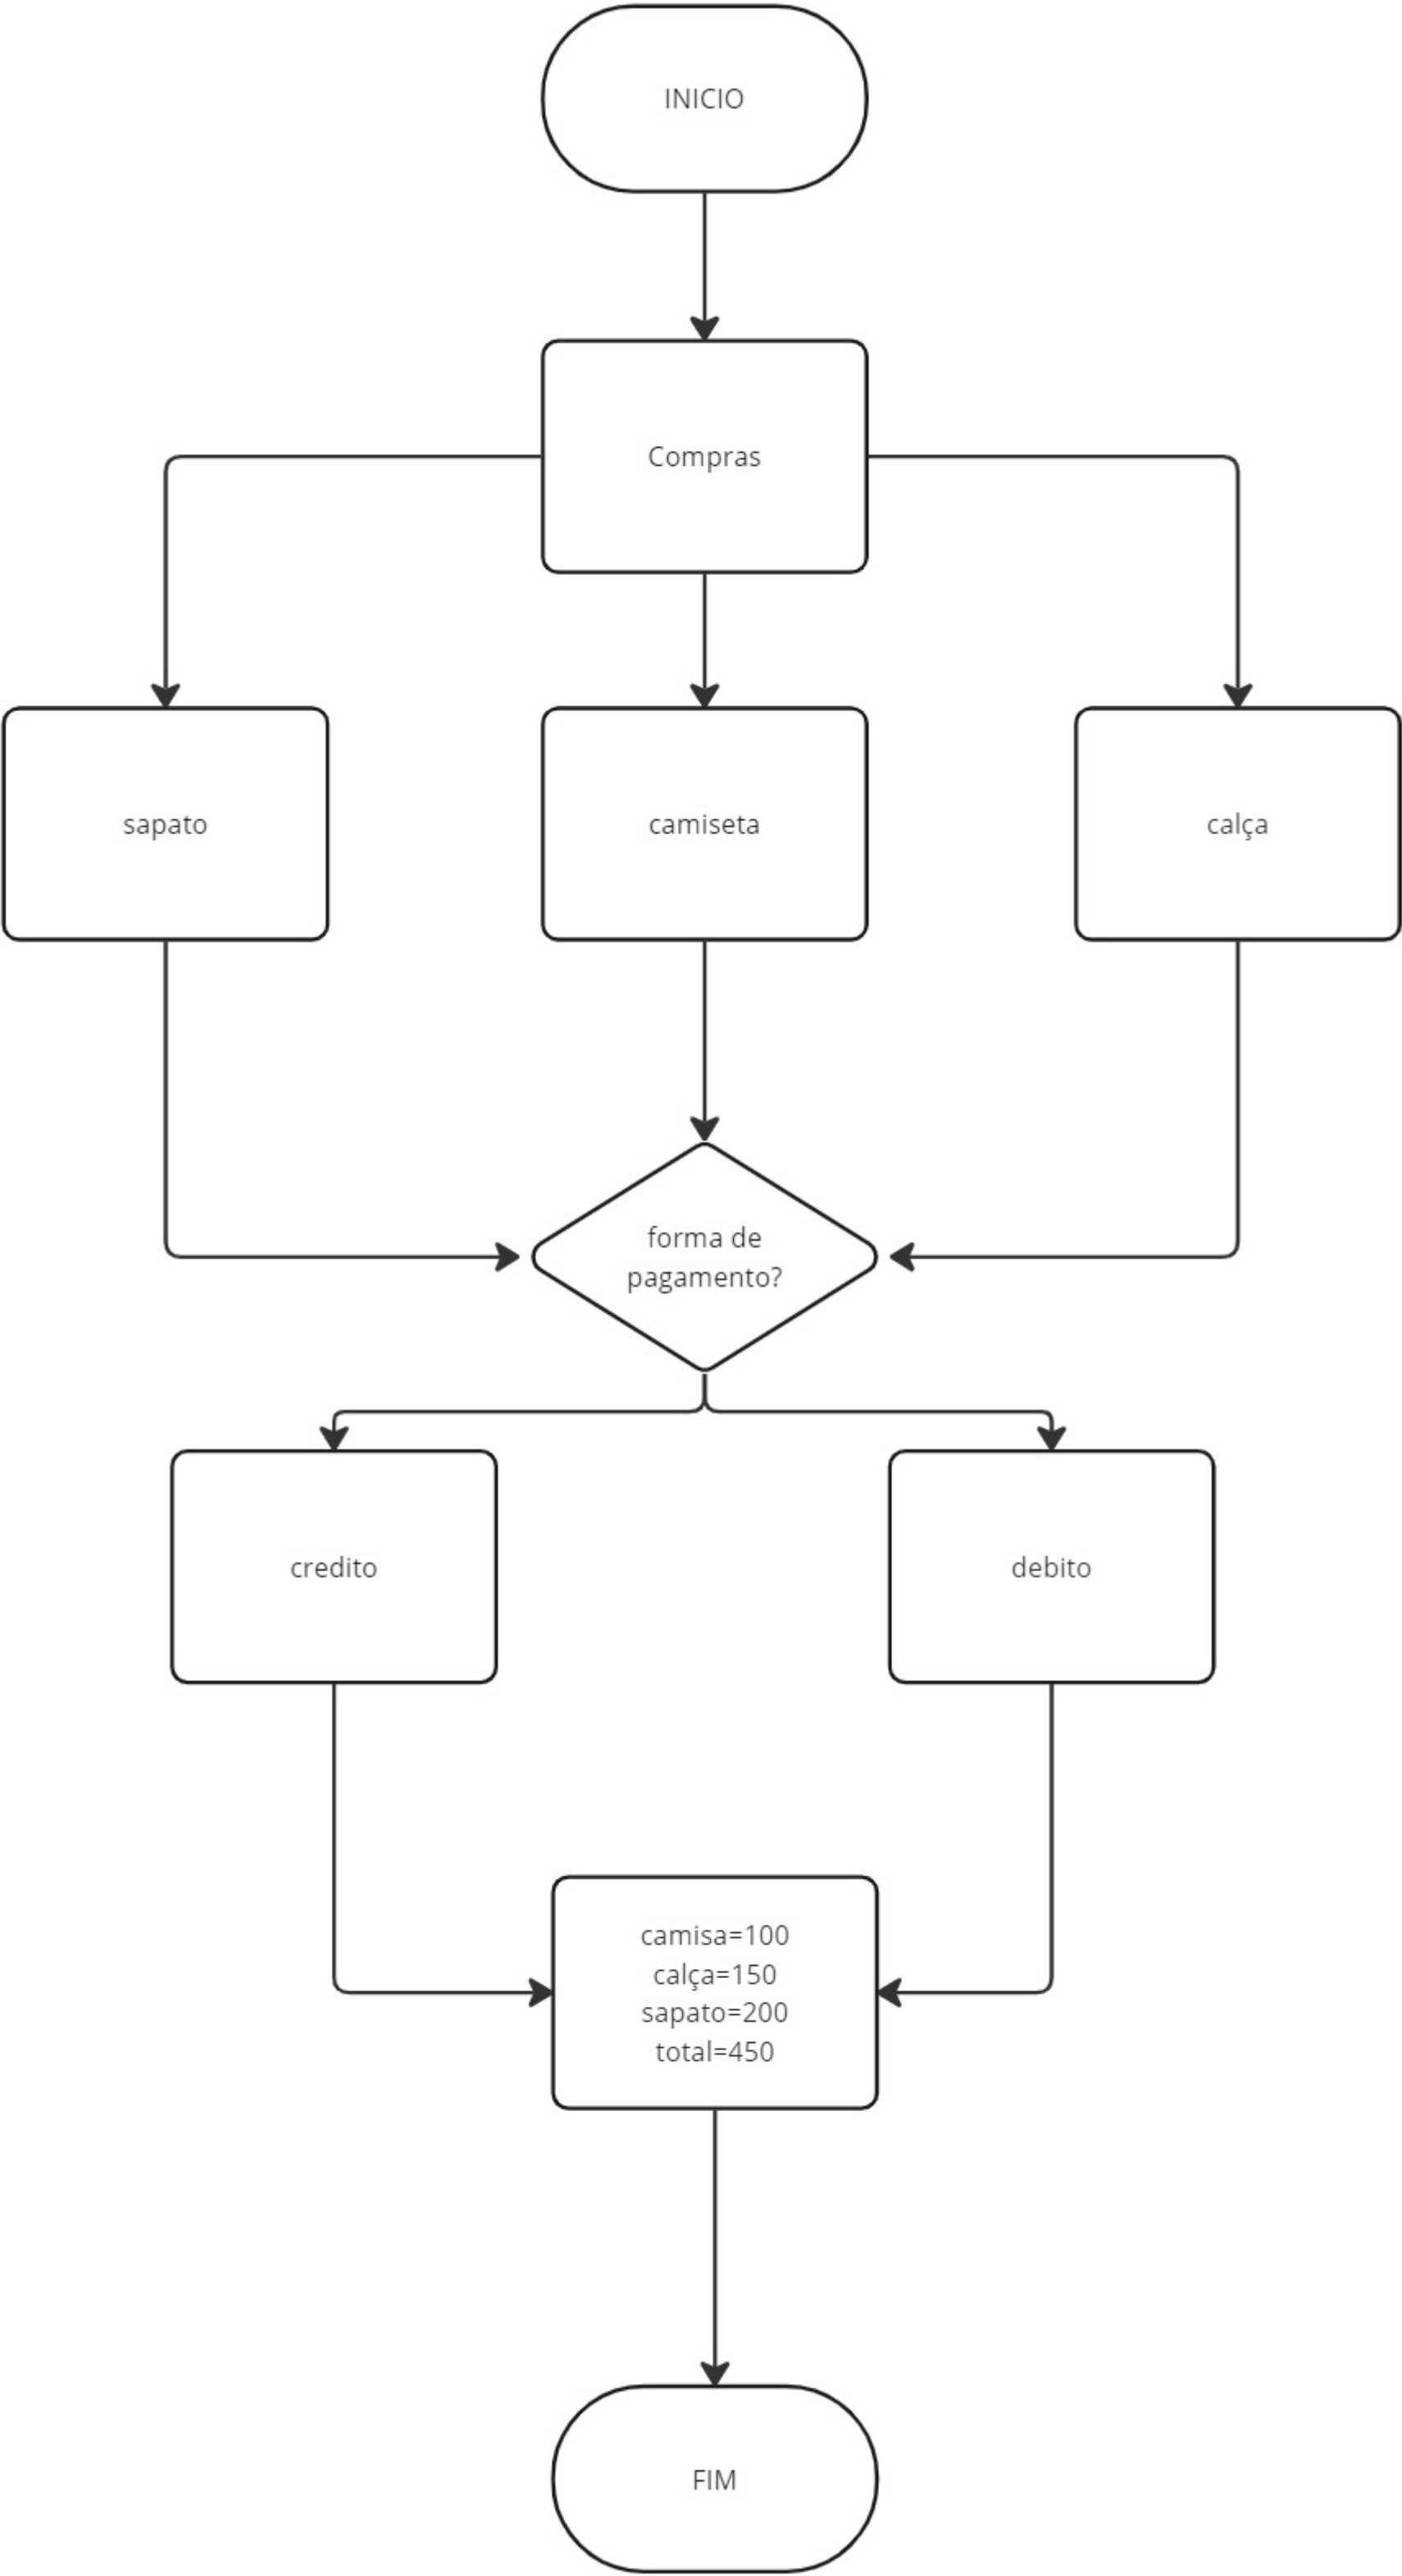 INICIO
Compras
sapato
camiseta
calça
forma de
pagamento?
credito
debito
camisa=100
calça=150
sapato=200
total=450
FIM